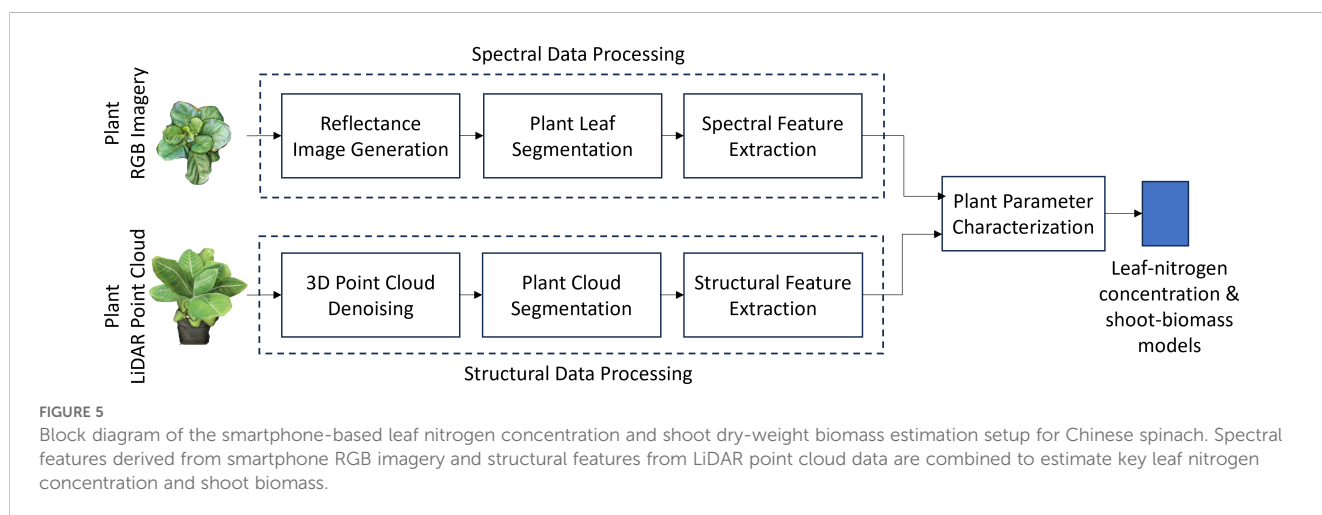 Spectral Data Processing
Plant
RGB Imagery
Reflectance
Image Generation
Plant Leaf
Segmentation
Spectral Feature
Extraction
Plant Parameter
Characterization
Leaf-nitrogen
concentration &
shoot-biomass
models
Plant
LiDAR Point Cloud
3D Point Cloud
Denoising
Plant Cloud
Segmentation
Structural Feature
Extraction
Structural Data Processing
FIGURE 5
Block diagram of the smartphone-based leaf nitrogen concentration and shoot dry-weight biomass estimation setup for Chinese spinach. Spectral
features derived from smartphone RGB imagery and structural features from LiDAR point cloud data are combined to estimate key leaf nitrogen
concentration and shoot biomass.